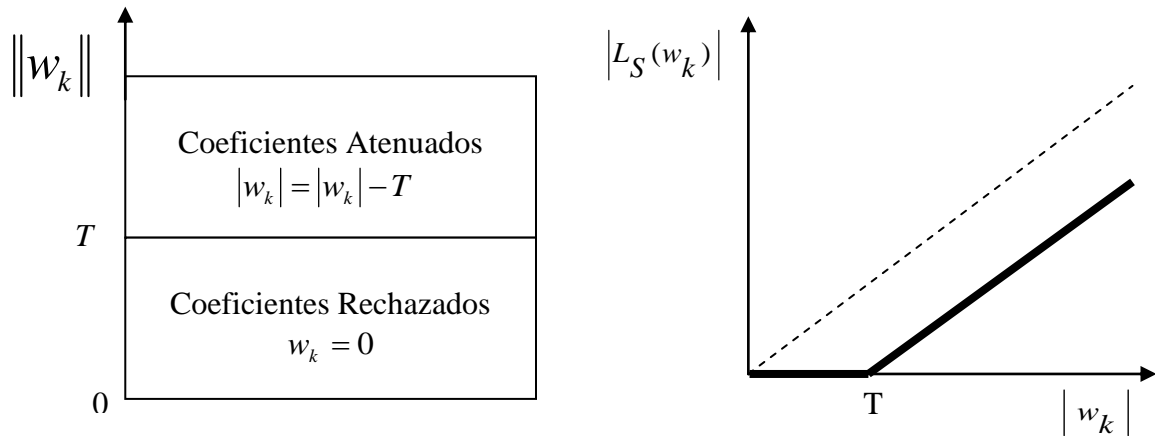 ‖w_k‖
Coeficientes Atenuados
|w_k| = |w_k| − T
T
Coeficientes Rechazados
w_k = 0
0
|L_S(w_k)|
T
|w_k|